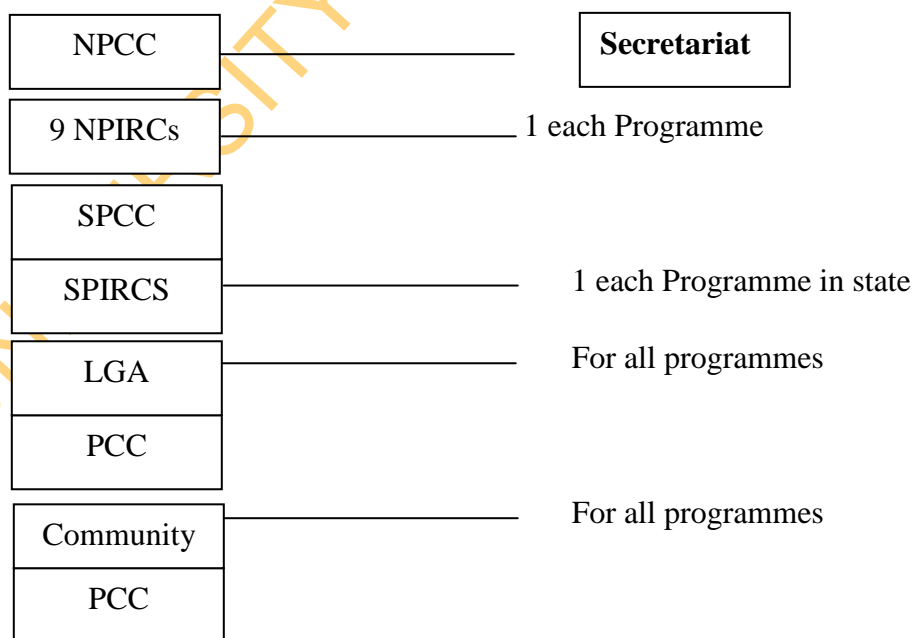 NPCC
Secretariat
9 NPIRCs
1 each Programme
SPCC
SPIRCS
1 each Programme in state
LGA
For all programmes
PCC
Community
For all programmes
PCC
ERSITY